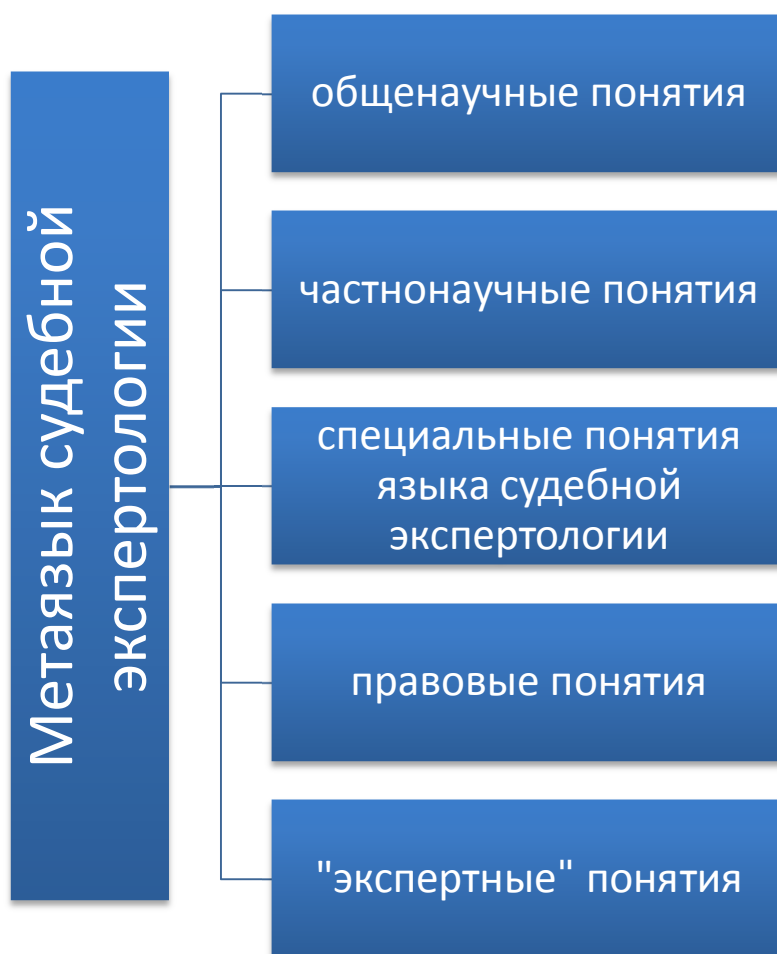 Метаязык судебной
экспертологии
общенаучные понятия
частнонаучные понятия
специальные понятия
языка судебной
экспертологии
правовые понятия
"экспертные" понятия